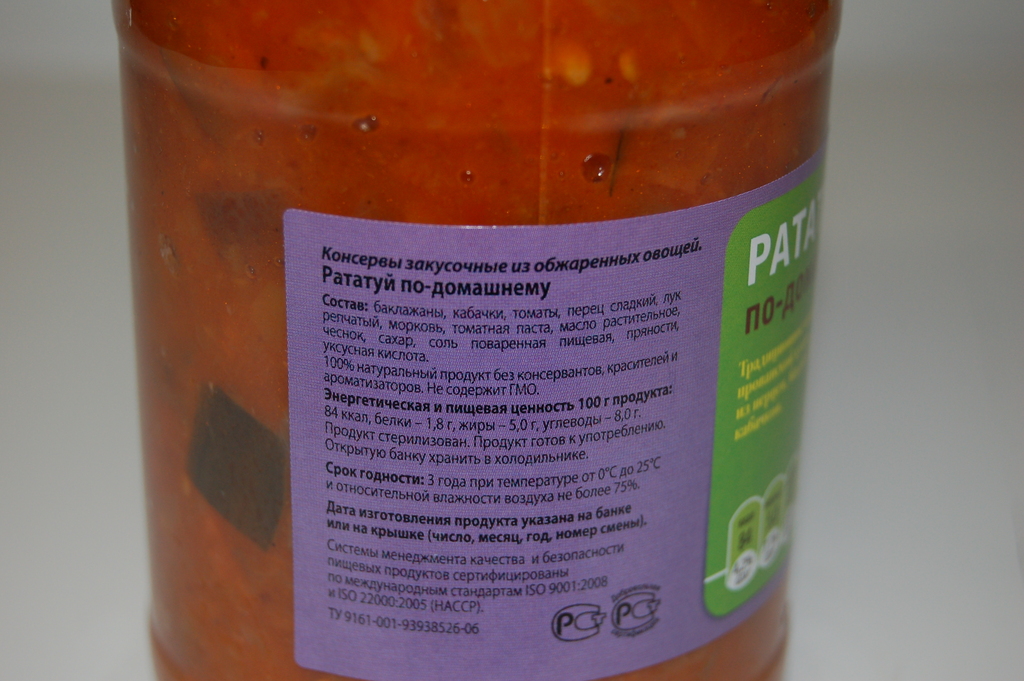 Консервы закусочные из обжаренных овощей.
Рататуй по-домашнему
Состав: баклажаны, кабачки, томаты, перец сладкий, лук
репчатый, морковь, томатная паста, масло растительное,
чеснок, сахар, соль поваренная пищевая, пряности,
уксусная кислота.
100% натуральный продукт без консервантов, красителей и
ароматизаторов. Не содержит ГМО.
Энергетическая и пищевая ценность 100 г продукта:
84 ккал, белки – 1,8 г, жиры – 5,0 г, углеводы – 8,0 г.
Продукт стерилизован. Продукт готов к употреблению.
Открытую банку хранить в холодильнике.
Срок годности: 3 года при температуре от 0°С до 25°С
и относительной влажности воздуха не более 75%.
Дата изготовления продукта указана на банке
или на крышке (число, месяц, год, номер смены).
Системы менеджмента качества и безопасности
пищевых продуктов сертифицированы
по международным стандартам ISO 9001:2008
и ISO 22000:2005 (HACCP).
ТУ 9161-001-93938526-06
РСТ
РСТ
РАТА
ПО-ДО